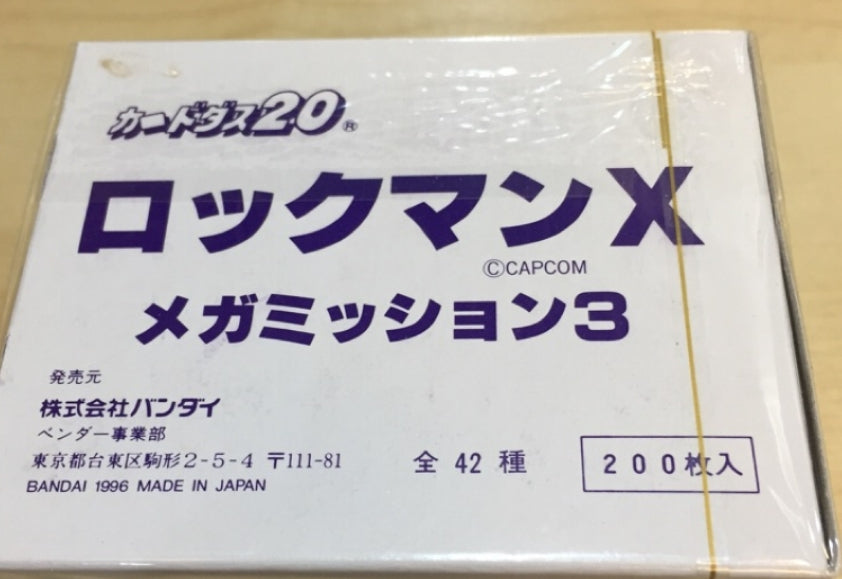 カードダス20®
ロックマンX
©CAPCOM
メガミッション3
発売元
株式会社バンダイ
ベンダー事業部
東京都台東区駒形2-5-4 〒111-81
BANDAI 1996 MADE IN JAPAN
全 42 種
200枚入